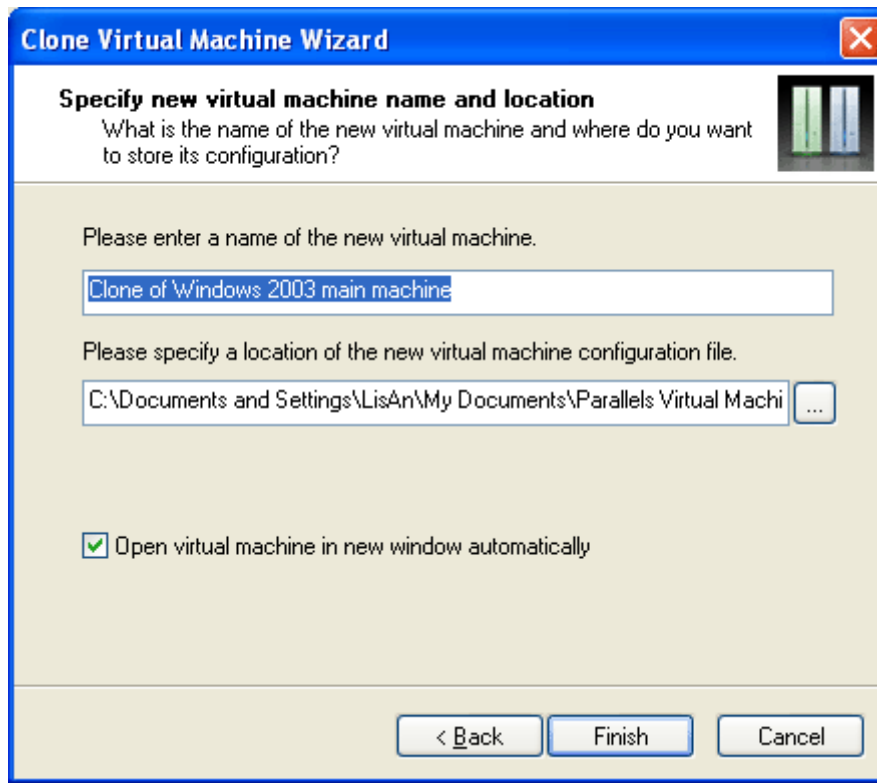 Clone Virtual Machine Wizard
Specify new virtual machine name and location
What is the name of the new virtual machine and where do you want
to store its configuration?
Please enter a name of the new virtual machine.
Clone of Windows 2003 main machine
Please specify a location of the new virtual machine configuration file.
C:\Documents and Settings\LisAn\My Documents\Parallels Virtual Machi
...
Open virtual machine in new window automatically
< Back
Finish
Cancel